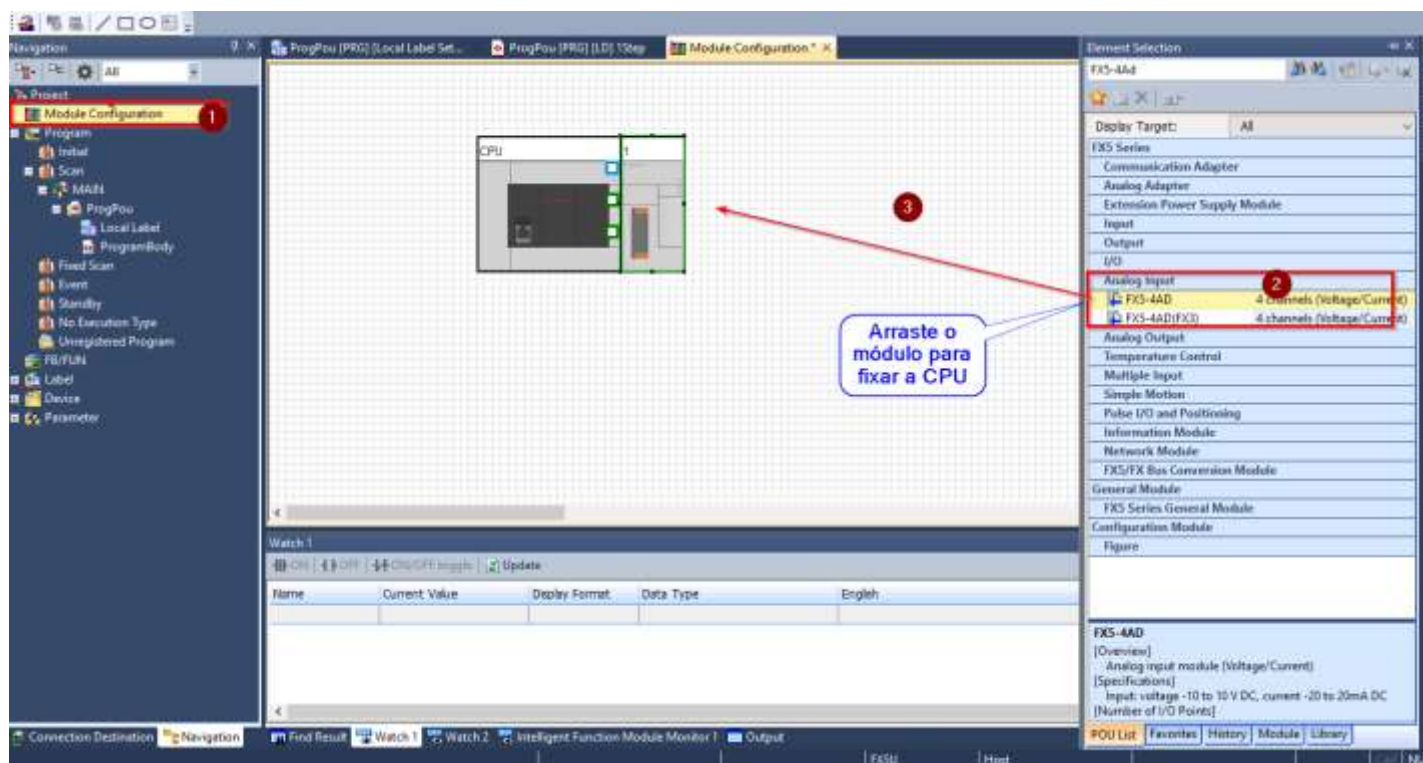 Navigation
All
Project
Module Configuration
1
Program
Initial
Scan
MAIN
ProgPou
Local Label
ProgramBody
Fixed Scan
Event
Standby
No Execution Type
Unregistered Program
FB/FUN
Label
Device
Parameter
Connection Destination
Navigation
ProgPou [PRG] [Local Label Set...
ProgPou [PRG] [LD] 1Step
Module Configuration *
CPU
1
3
Arraste o
módulo para
fixar a CPU
Watch 1
ON OFF ON/OFF toggle Update
Name Current Value Display Format Data Type English
Find Result Watch 1 Watch 2 Intelligent Function Module Monitor 1 Output
Element Selection
FX5-4Ad
Display Target: All
FX5 Series
Communication Adapter
Analog Adapter
Extension Power Supply Module
Input
Output
I/O
Analog Input
2
FX5-4AD 4 channels (Voltage/Current)
FX5-4AD(FX3) 4 channels (Voltage/Current)
Analog Output
Temperature Control
Multiple Input
Simple Motion
Pulse I/O and Positioning
Information Module
Network Module
FX5/FX Bus Conversion Module
General Module
FX5 Series General Module
Configuration Module
Figure
FX5-4AD
[Overview]
Analog input module (Voltage/Current)
[Specifications]
Input: voltage -10 to 10 V DC, current -20 to 20mA DC
[Number of I/O Points]
POU List Favorites History Module Library
FX5U Host